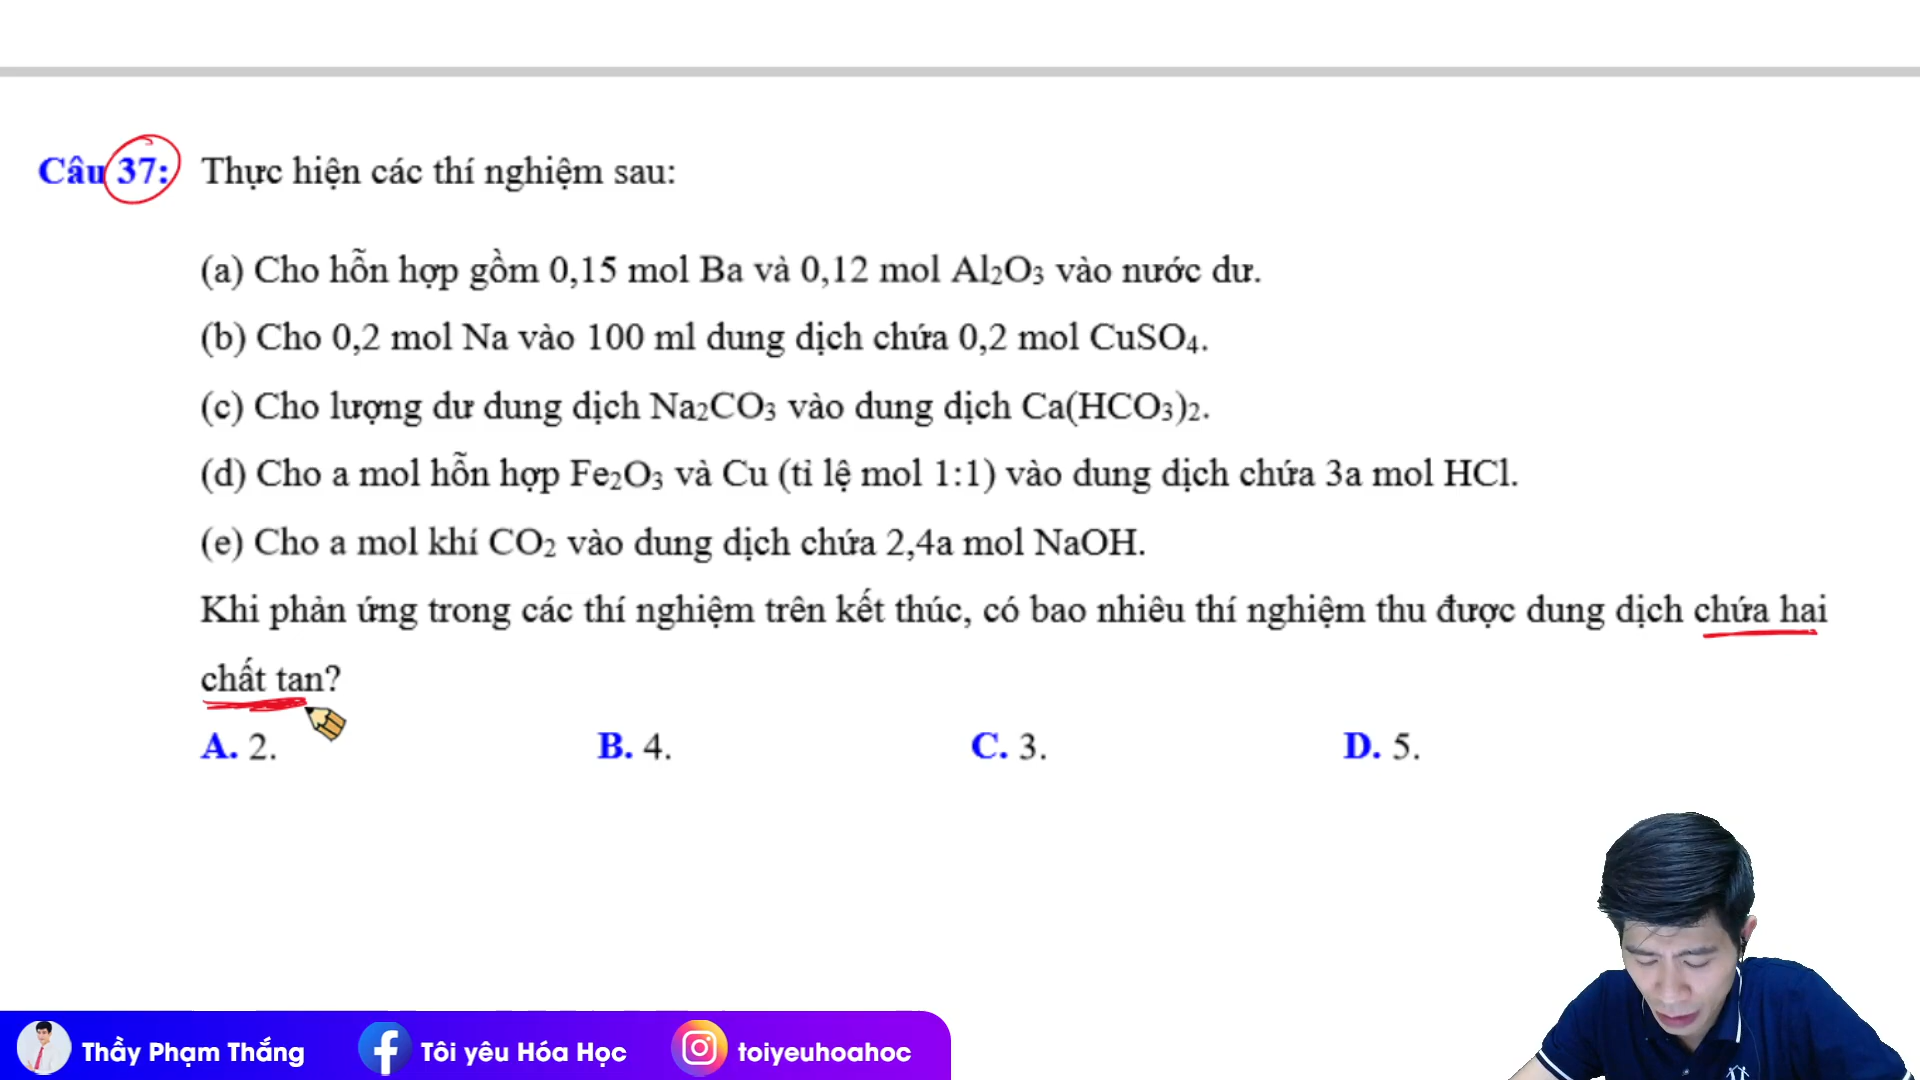 Câu 37: Thực hiện các thí nghiệm sau:
(a) Cho hỗn hợp gồm 0,15 mol Ba và 0,12 mol Al₂O₃ vào nước dư.
(b) Cho 0,2 mol Na vào 100 ml dung dịch chứa 0,2 mol CuSO₄.
(c) Cho lượng dư dung dịch Na₂CO₃ vào dung dịch Ca(HCO₃)₂.
(d) Cho a mol hỗn hợp Fe₂O₃ và Cu (tỉ lệ mol 1:1) vào dung dịch chứa 3a mol HCl.
(e) Cho a mol khí CO₂ vào dung dịch chứa 2,4a mol NaOH.
Khi phản ứng trong các thí nghiệm trên kết thúc, có bao nhiêu thí nghiệm thu được dung dịch chứa hai
chất tan?
A. 2. B. 4. C. 3. D. 5.
Thầy Phạm Thắng Tôi yêu Hóa Học toiyeuhoahoc